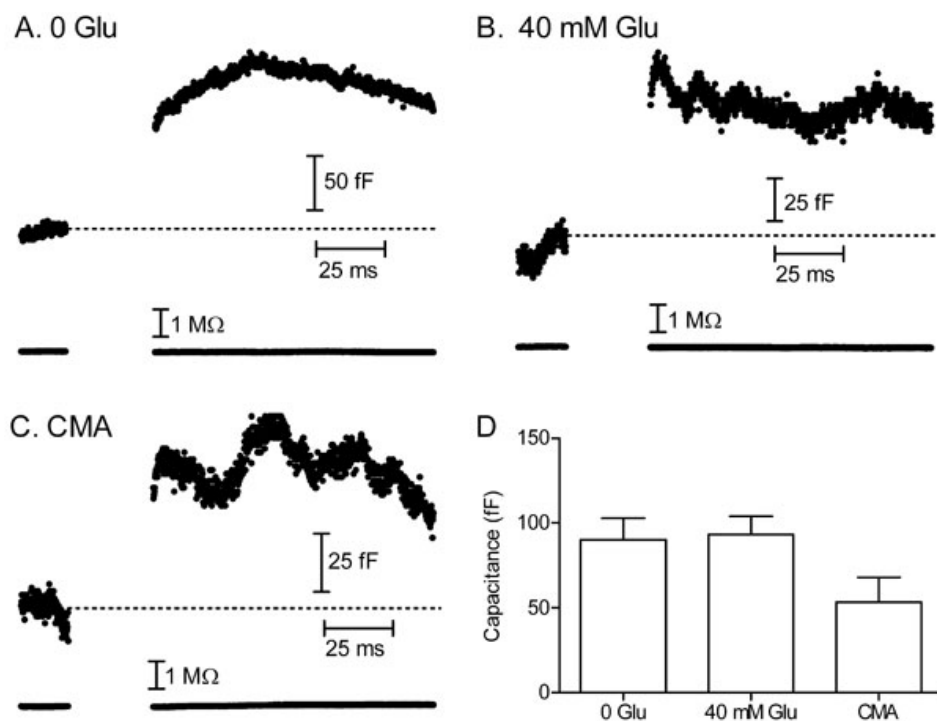 A. 0 Glu
50 fF
25 ms
1 MΩ
B. 40 mM Glu
25 fF
25 ms
1 MΩ
C. CMA
25 fF
25 ms
1 MΩ
D
150
100
50
0
Capacitance (fF)
0 Glu 40 mM Glu CMA